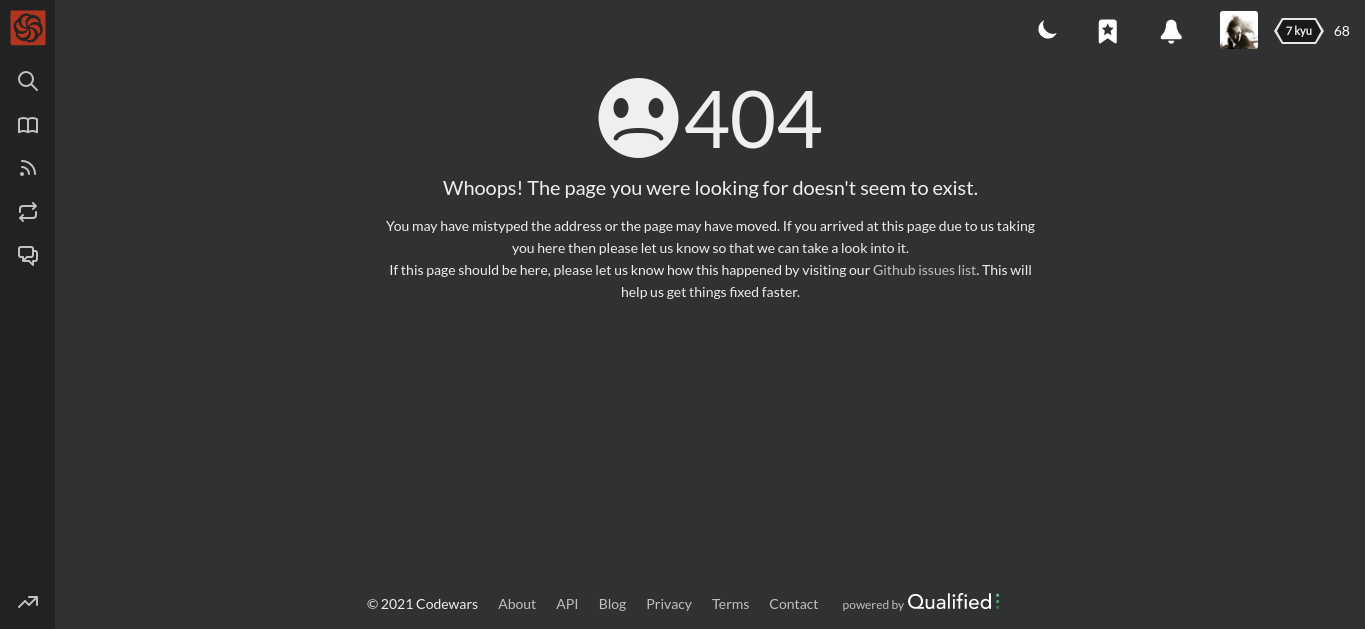 7 kyu 68
404
Whoops! The page you were looking for doesn't seem to exist.
You may have mistyped the address or the page may have moved. If you arrived at this page due to us taking
you here then please let us know so that we can take a look into it.
If this page should be here, please let us know how this happened by visiting our Github issues list. This will
help us get things fixed faster.
© 2021 Codewars About API Blog Privacy Terms Contact powered by Qualified